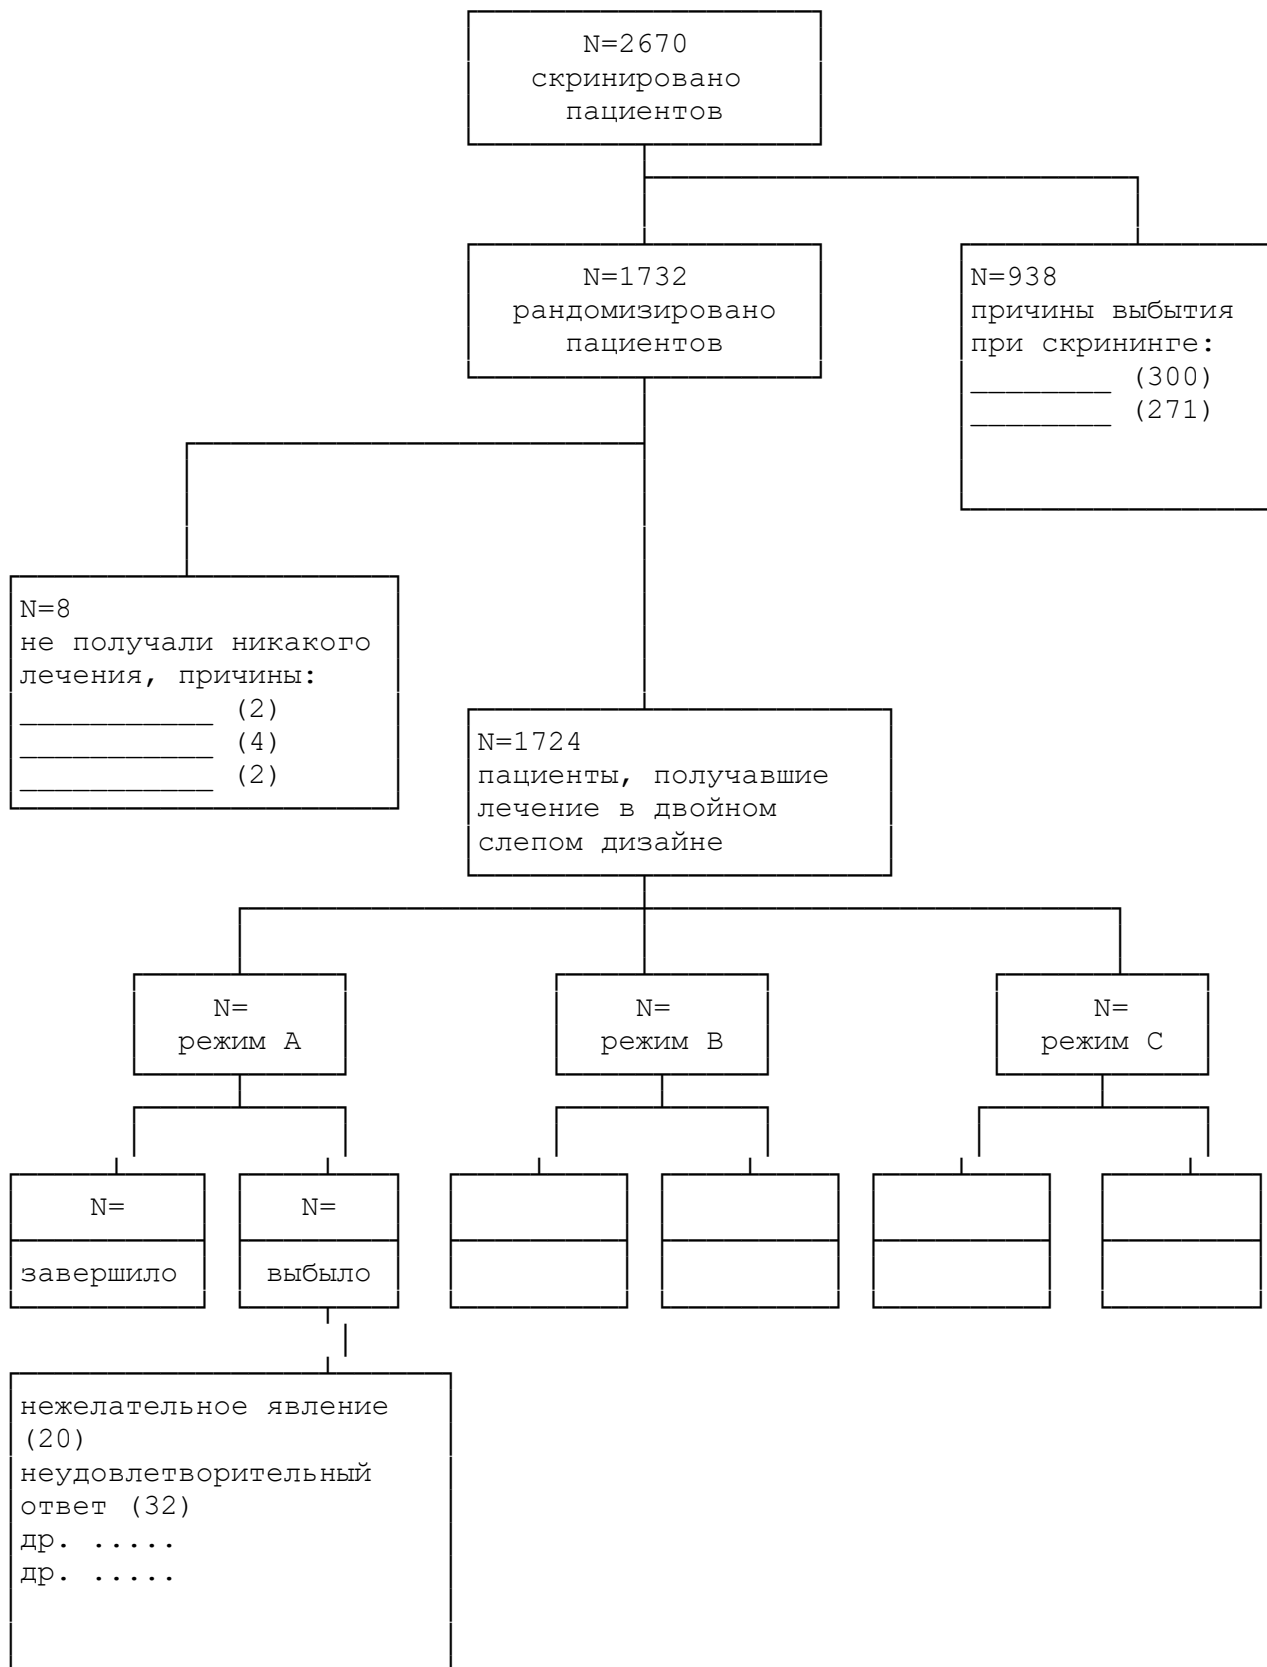 N=2670
скринировано
пациентов
N=1732
рандомизировано
пациентов
N=938
причины выбытия
при скрининге:
________ (300)
________ (271)
N=8
не получали никакого
лечения, причины:
___________ (2)
___________ (4)
___________ (2)
N=1724
пациенты, получавшие
лечение в двойном
слепом дизайне
N=
режим A
N=
режим B
N=
режим C
N=
завершило
N=
выбыло
нежелательное явление
(20)
неудовлетворительный
ответ (32)
др. .....
др. .....